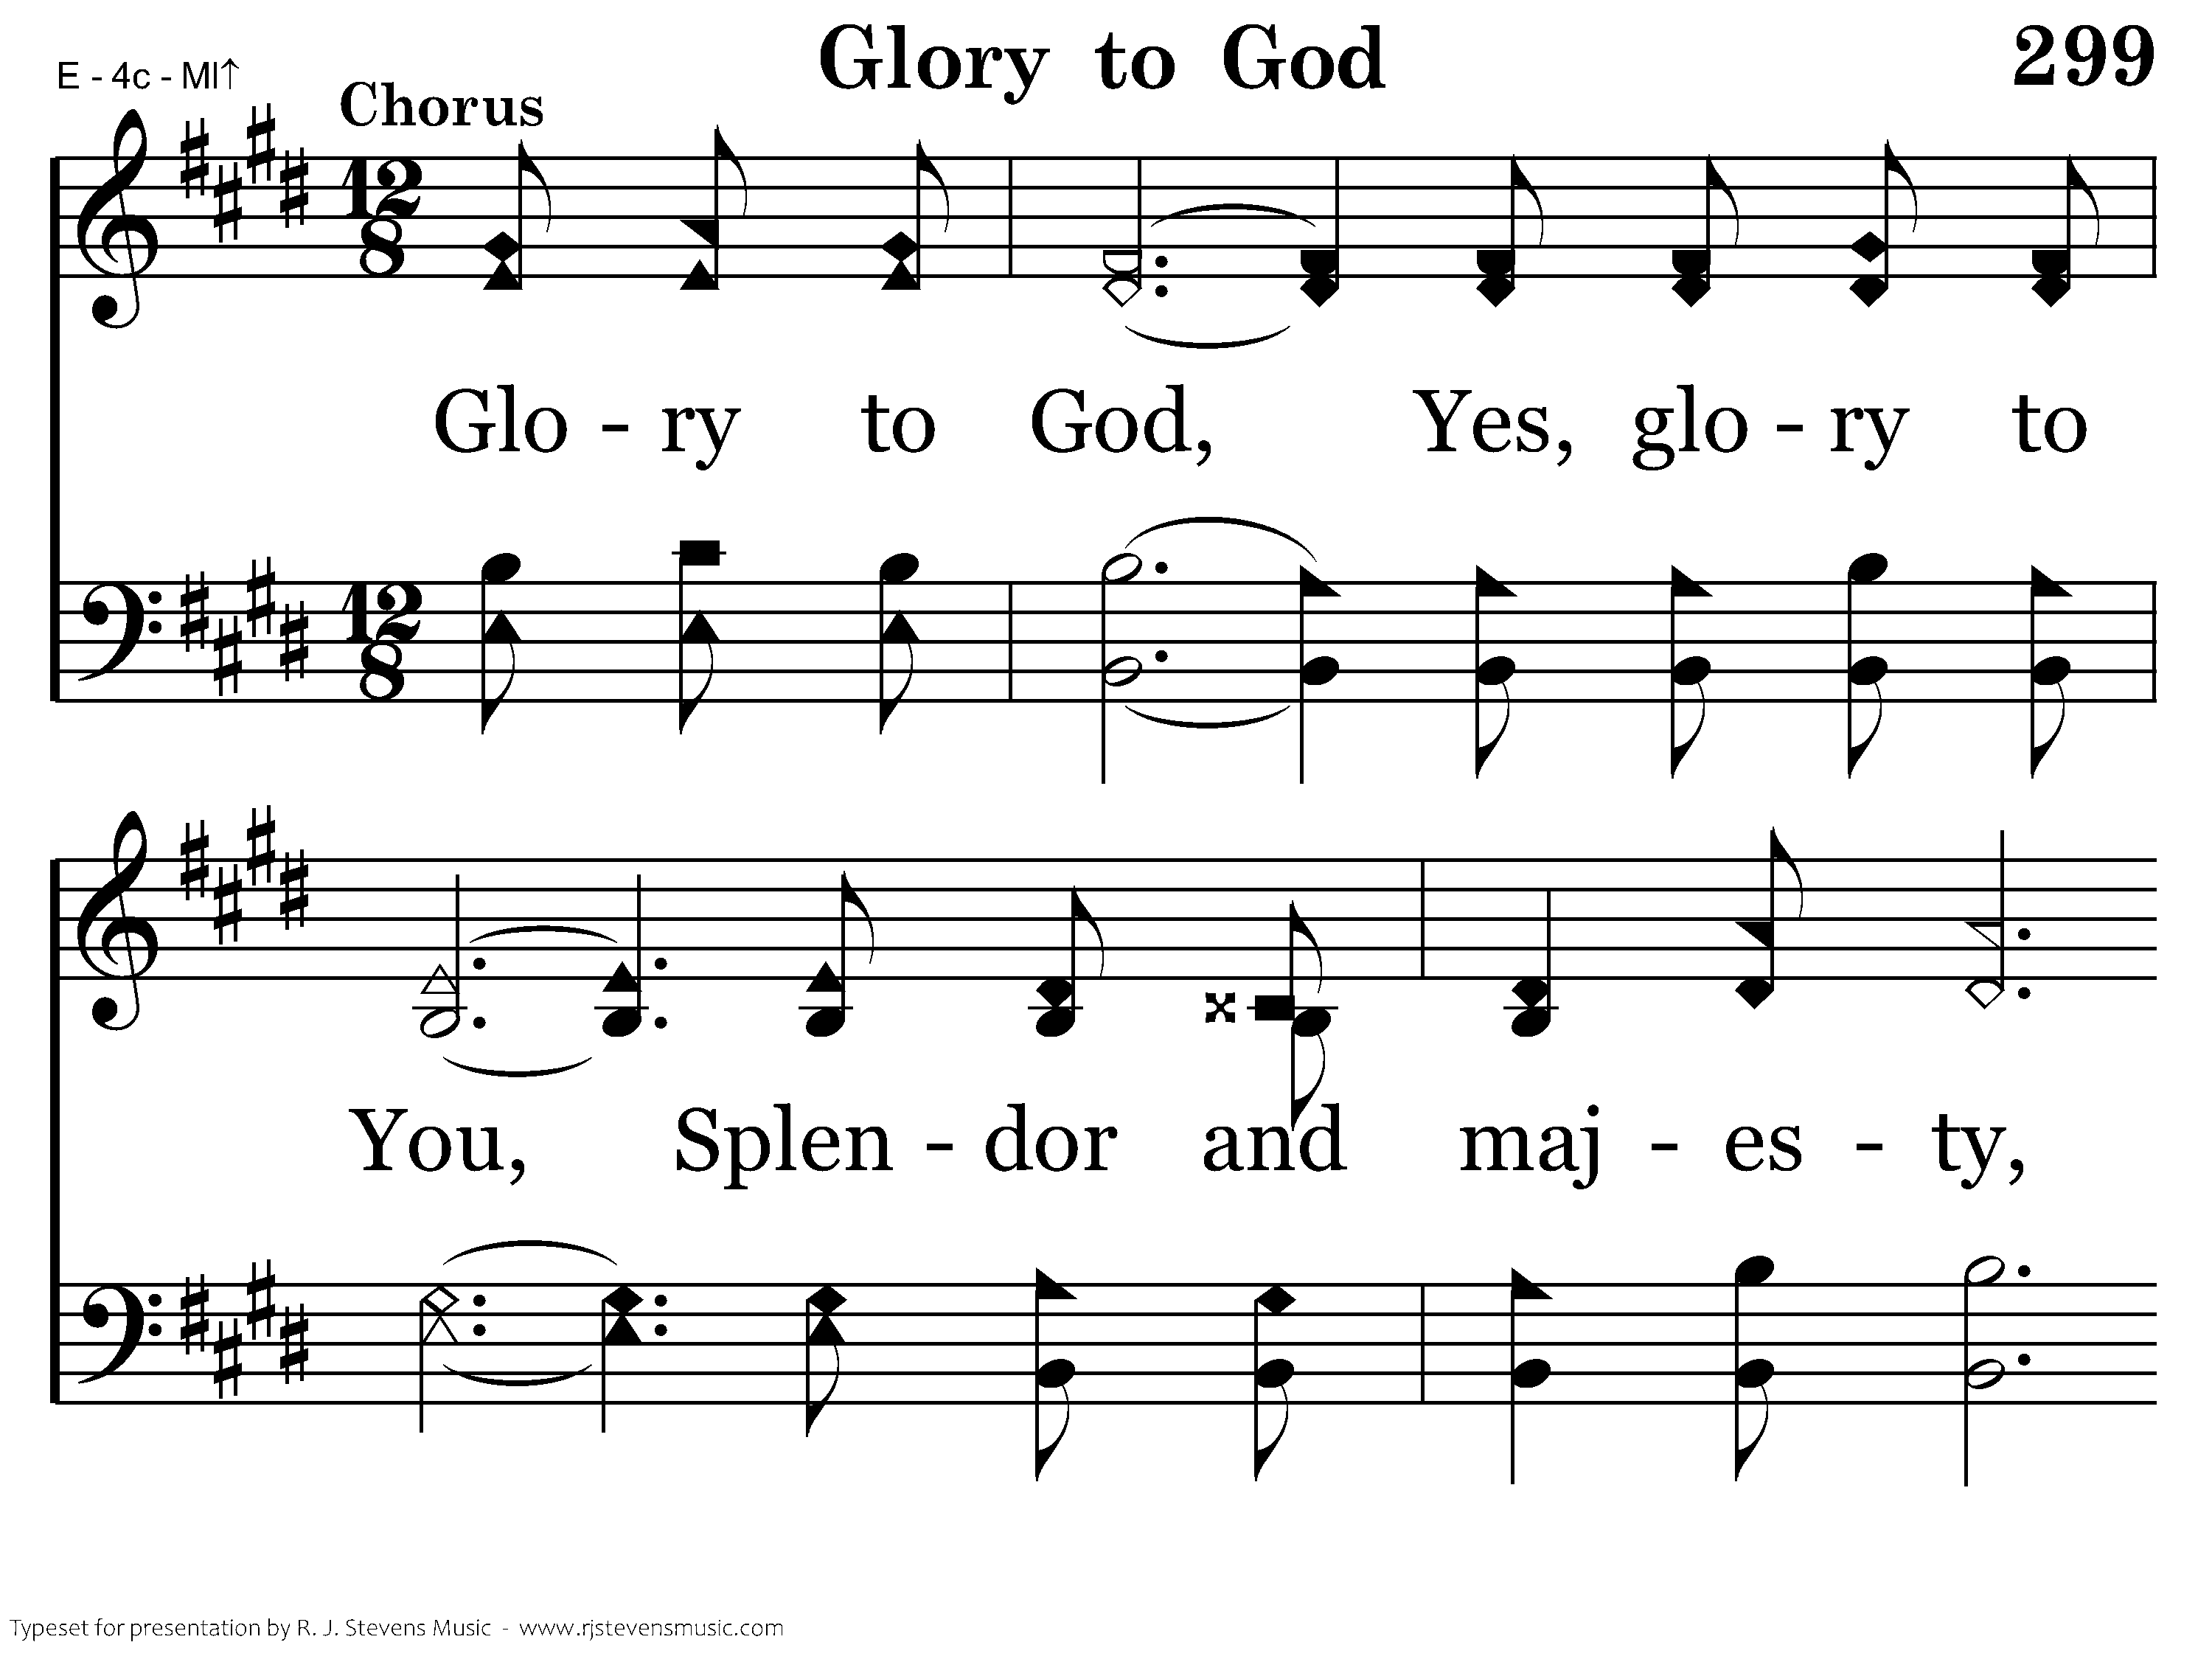 Glory to God
299
E - 4c - MI↑
Chorus
12
8
Glo - ry to God, Yes, glo - ry to
12
8
You, Splen - dor and maj - es - ty,
Typeset for presentation by R. J. Stevens Music - www.rjstevensmusic.com